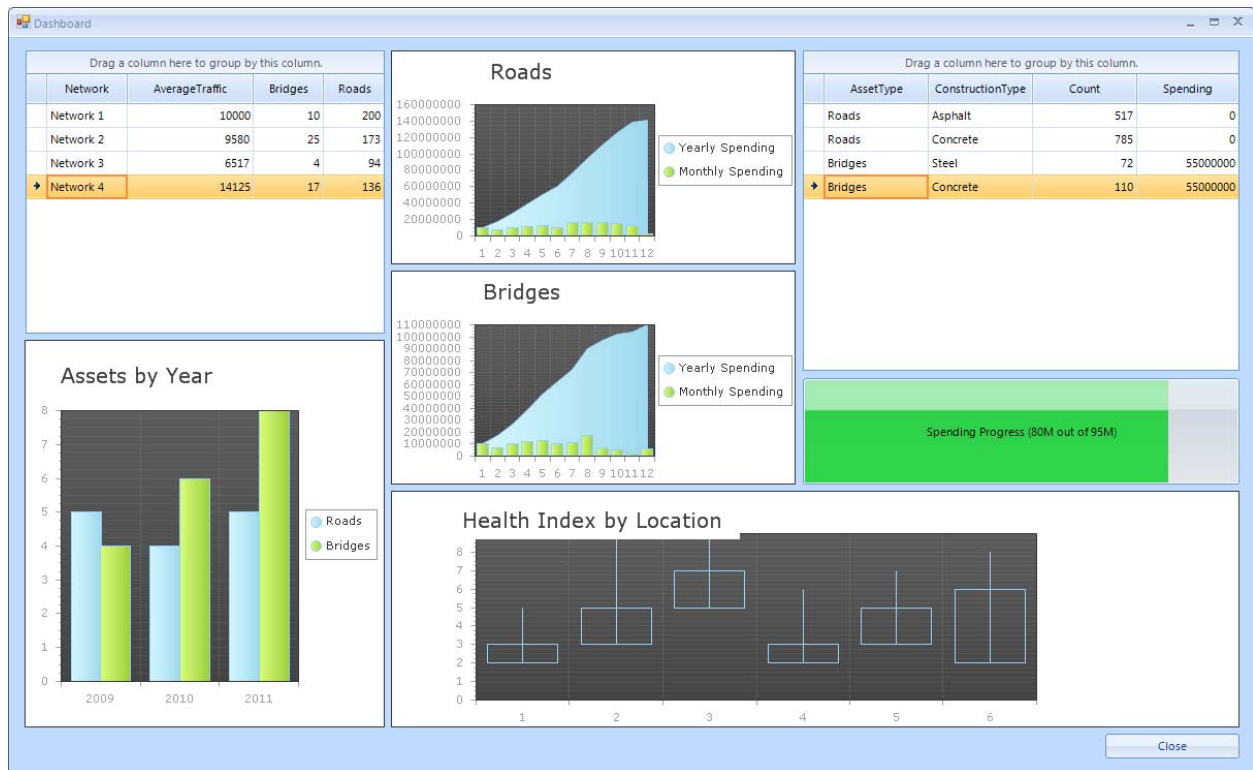 Dashboard
Drag a column here to group by this column.
Network AverageTraffic Bridges Roads
Network 1 10000 10 200
Network 2 9580 25 173
Network 3 6517 4 94
Network 4 14125 17 136
Roads
160000000
140000000
120000000
100000000
80000000
60000000
40000000
20000000
0
1 2 3 4 5 6 7 8 9 101112
Yearly Spending
Monthly Spending
Drag a column here to group by this column.
AssetType ConstructionType Count Spending
Roads Asphalt 517 0
Roads Concrete 785 0
Bridges Steel 72 55000000
Bridges Concrete 110 55000000
Bridges
110000000
100000000
90000000
80000000
70000000
60000000
50000000
40000000
30000000
20000000
10000000
0
1 2 3 4 5 6 7 8 9 101112
Yearly Spending
Monthly Spending
Assets by Year
8
7
6
5
4
3
2
1
0
2009 2010 2011
Roads
Bridges
Spending Progress (80M out of 95M)
Health Index by Location
8
7
6
5
4
3
2
1
0
1 2 3 4 5 6
Close